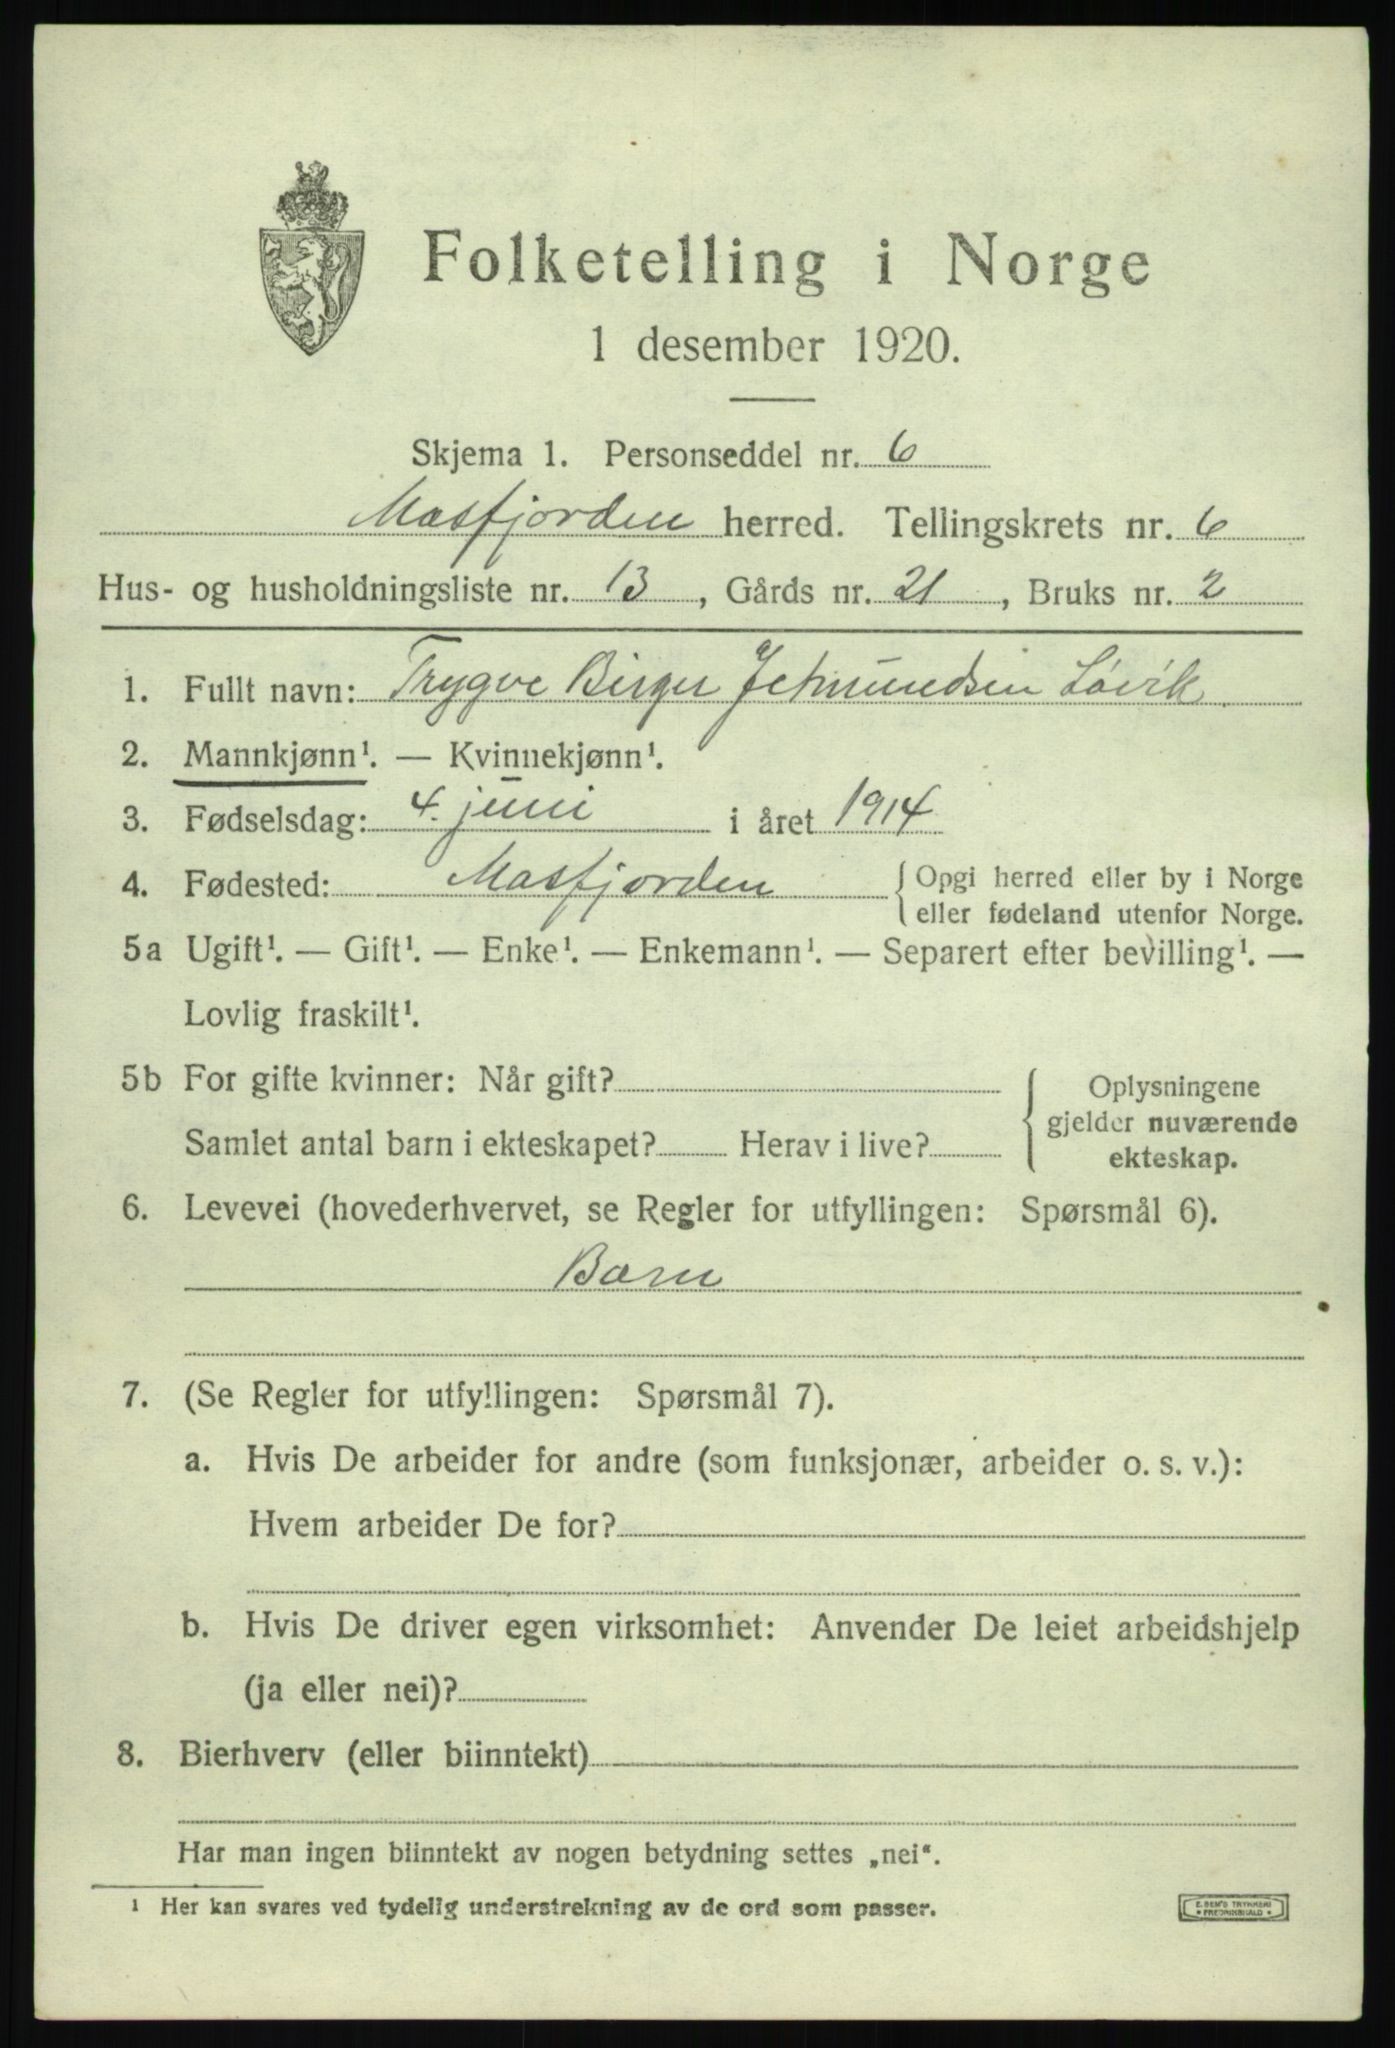 Folketelling i Norge
1 desember 1920.
Skjema 1. Personseddel nr. 6
Masfjorden herred. Tellingskrets nr. 6
Hus- og husholdningsliste nr. 13, Gårds nr. 21, Bruks nr. 2
1. Fullt navn: Trygve Birger Jetmundsen Løvik.
2. Mannkjønn¹. — Kvinnekjønn¹.
3. Fødselsdag: 4. juni i året 1914
4. Fødested: Masfjorden { Opgi herred eller by i Norge
eller fødeland utenfor Norge.
5a Ugift¹. — Gift¹. — Enke¹. — Enkemann¹. — Separert efter bevilling¹. —
Lovlig fraskilt¹.
5b For gifte kvinner: Når gift?
Samlet antal barn i ekteskapet? Herav i live?
{ Oplysningene
gjelder nuværende
ekteskap.
6. Levevei (hovederhvervet, se Regler for utfyllingen: Spørsmål 6).
Barn
7. (Se Regler for utfyllingen: Spørsmål 7).
a. Hvis De arbeider for andre (som funksjonær, arbeider o. s. v.):
Hvem arbeider De for?
b. Hvis De driver egen virksomhet: Anvender De leiet arbeidshjelp
(ja eller nei)?
8. Bierhverv (eller biinntekt)
Har man ingen biinntekt av nogen betydning settes „nei“.
1 Her kan svares ved tydelig understrekning av de ord som passer.
E. SEM'S TRYKKERI
• FREDRIKSHALD •